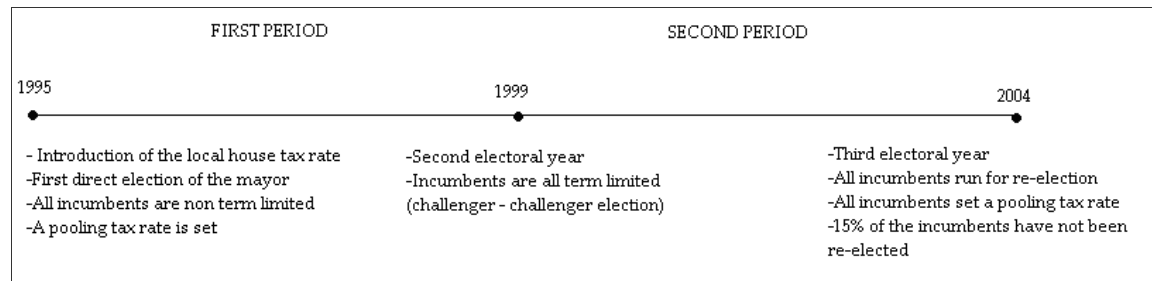 FIRST PERIOD
SECOND PERIOD
1995
1999
2004
- Introduction of the local house tax rate
-First direct election of the mayor
-All incumbents are non term limited
-A pooling tax rate is set
-Second electoral year
-Incumbents are all term limited
(challenger - challenger election)
-Third electoral year
-All incumbents run for re-election
-All incumbents set a pooling tax rate
-15% of the incumbents have not been
re-elected